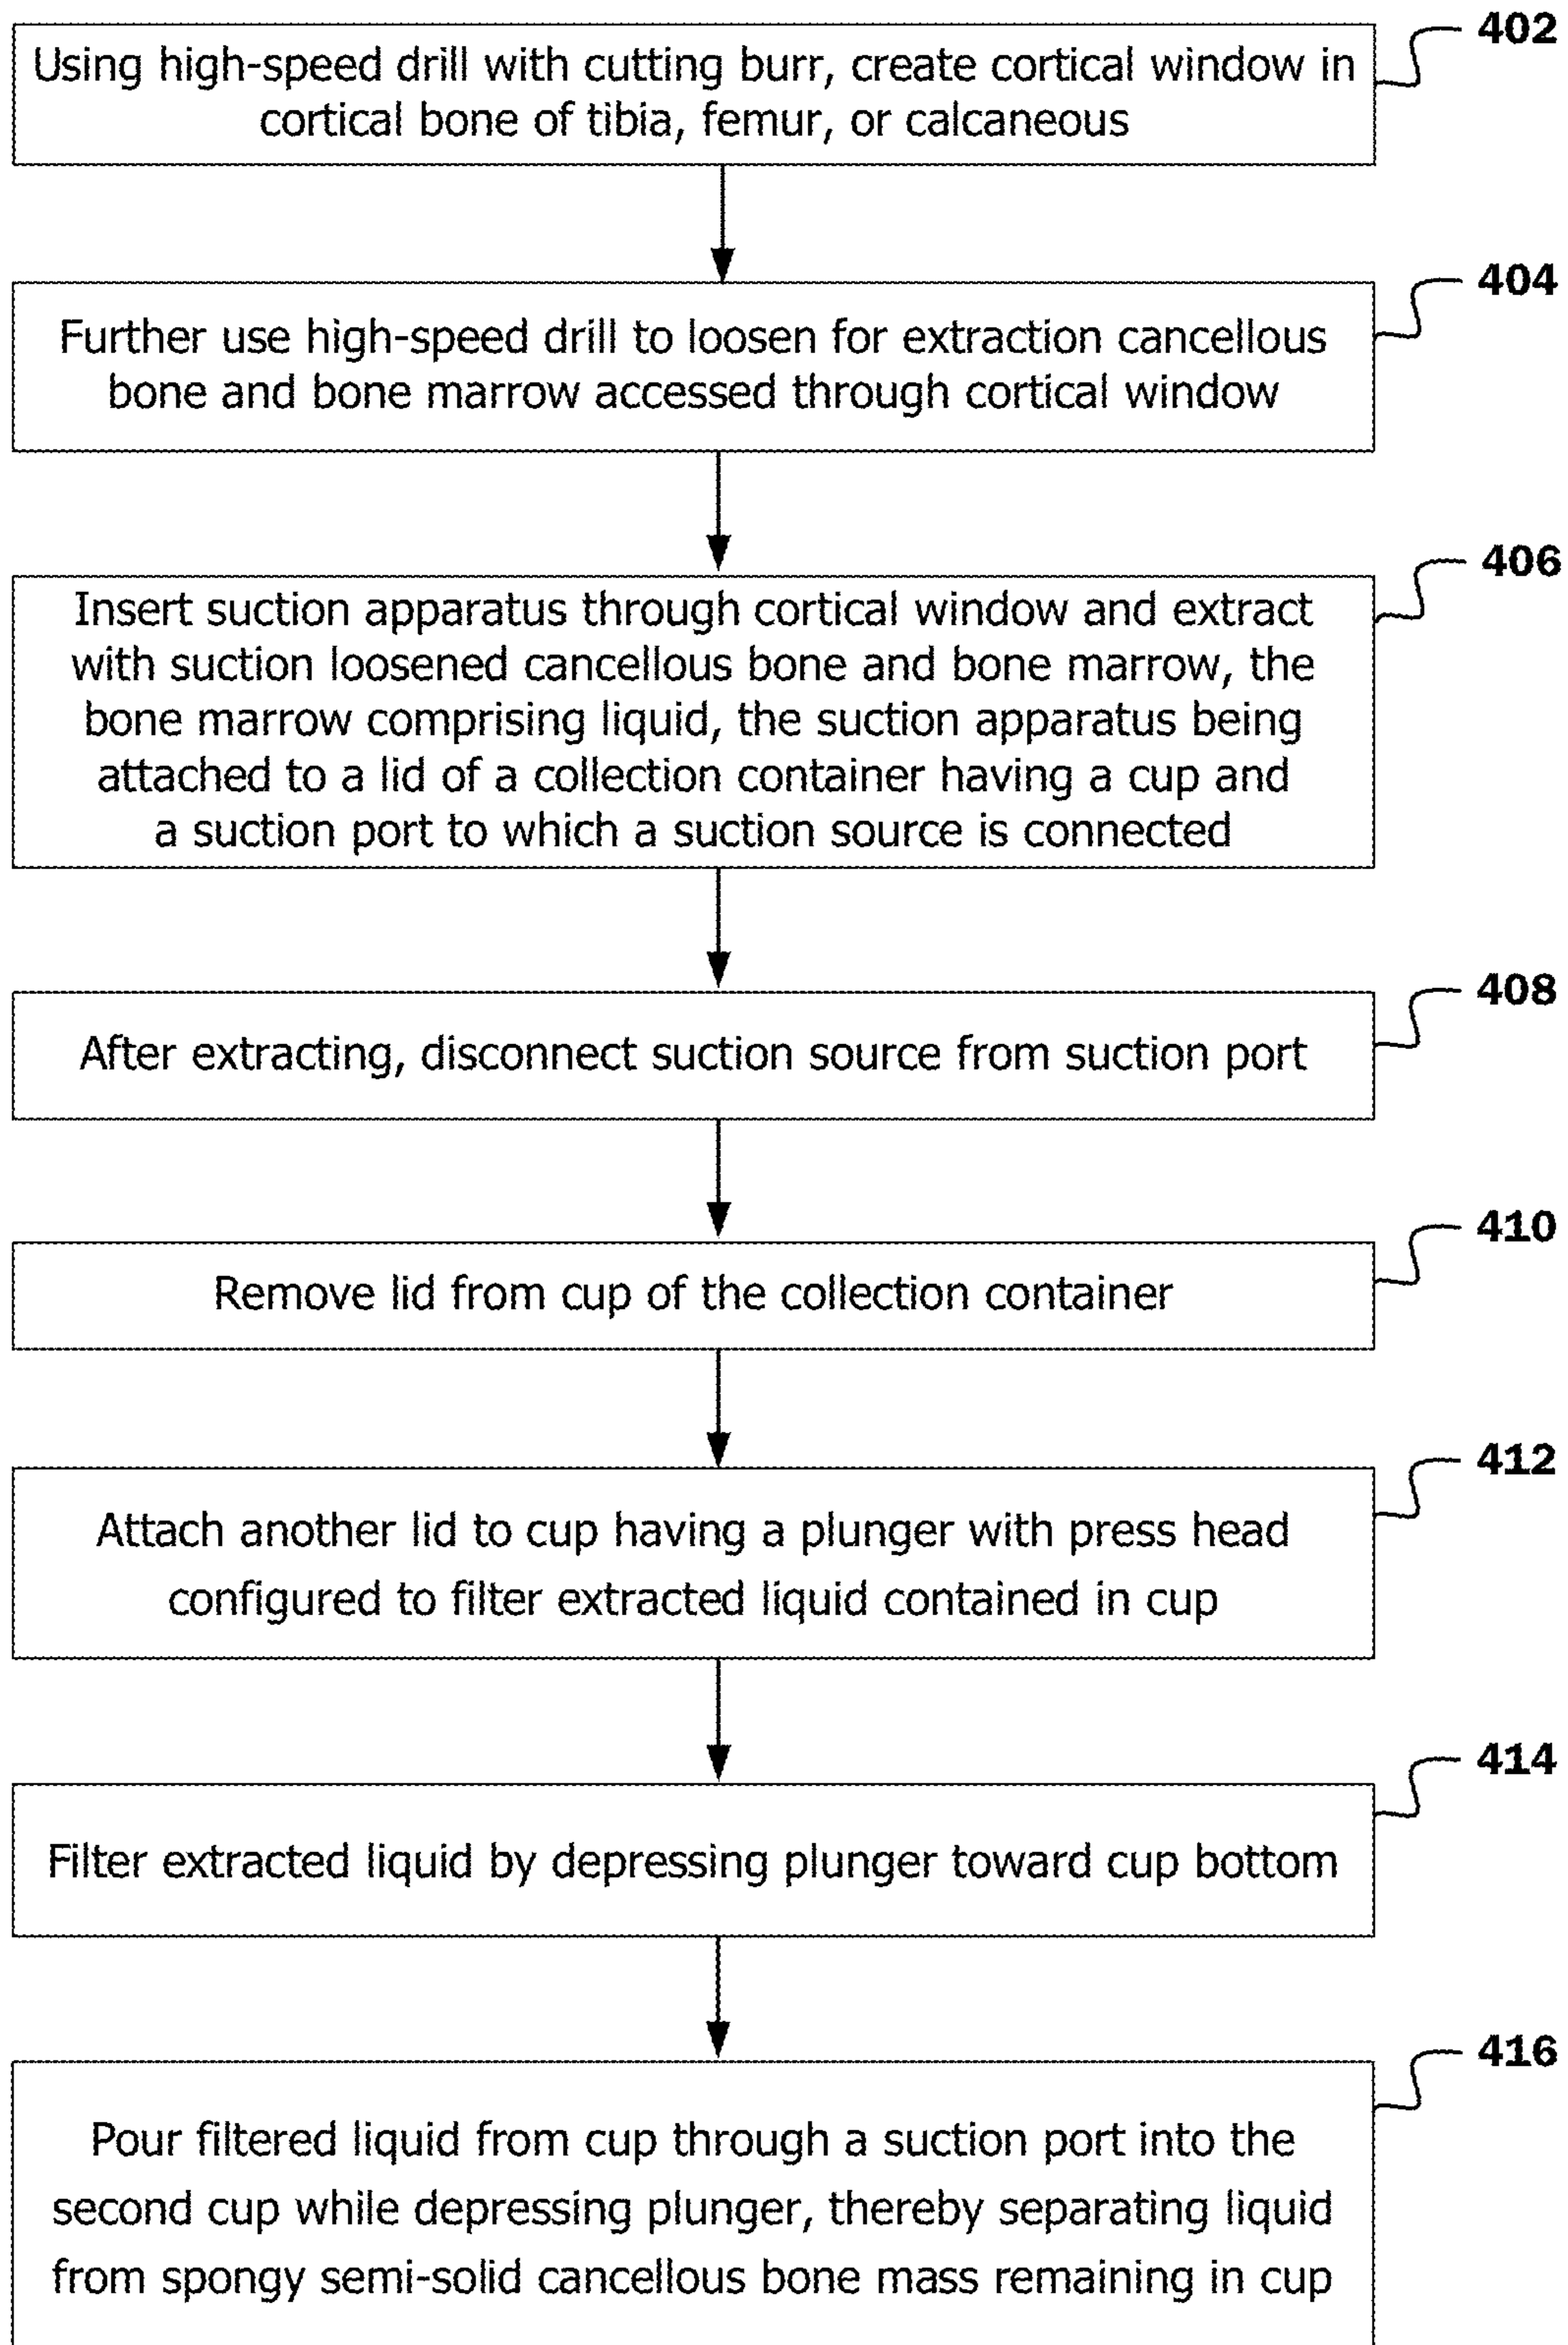 402
Using high-speed drill with cutting burr, create cortical window in
cortical bone of tibia, femur, or calcaneous
404
Further use high-speed drill to loosen for extraction cancellous
bone and bone marrow accessed through cortical window
406
Insert suction apparatus through cortical window and extract
with suction loosened cancellous bone and bone marrow, the
bone marrow comprising liquid, the suction apparatus being
attached to a lid of a collection container having a cup and
a suction port to which a suction source is connected
408
After extracting, disconnect suction source from suction port
410
Remove lid from cup of the collection container
412
Attach another lid to cup having a plunger with press head
configured to filter extracted liquid contained in cup
414
Filter extracted liquid by depressing plunger toward cup bottom
416
Pour filtered liquid from cup through a suction port into the
second cup while depressing plunger, thereby separating liquid
from spongy semi-solid cancellous bone mass remaining in cup